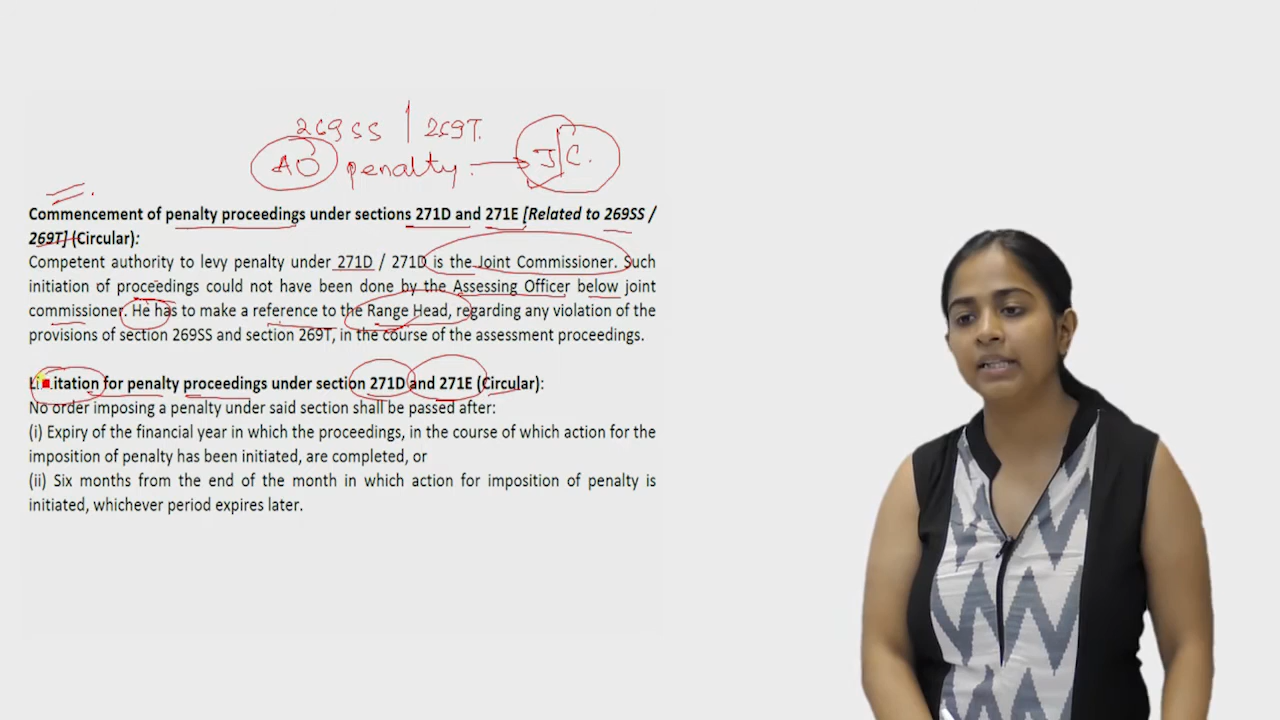 269SS | 269T.
AO penalty. → J/C.
Commencement of penalty proceedings under sections 271D and 271E [Related to 269SS /
269T] (Circular):
Competent authority to levy penalty under 271D / 271D is the Joint Commissioner. Such
initiation of proceedings could not have been done by the Assessing Officer below joint
commissioner. He has to make a reference to the Range Head, regarding any violation of the
provisions of section 269SS and section 269T, in the course of the assessment proceedings.
Limitation for penalty proceedings under section 271D and 271E (Circular):
No order imposing a penalty under said section shall be passed after:
(i) Expiry of the financial year in which the proceedings, in the course of which action for the
imposition of penalty has been initiated, are completed, or
(ii) Six months from the end of the month in which action for imposition of penalty is
initiated, whichever period expires later.